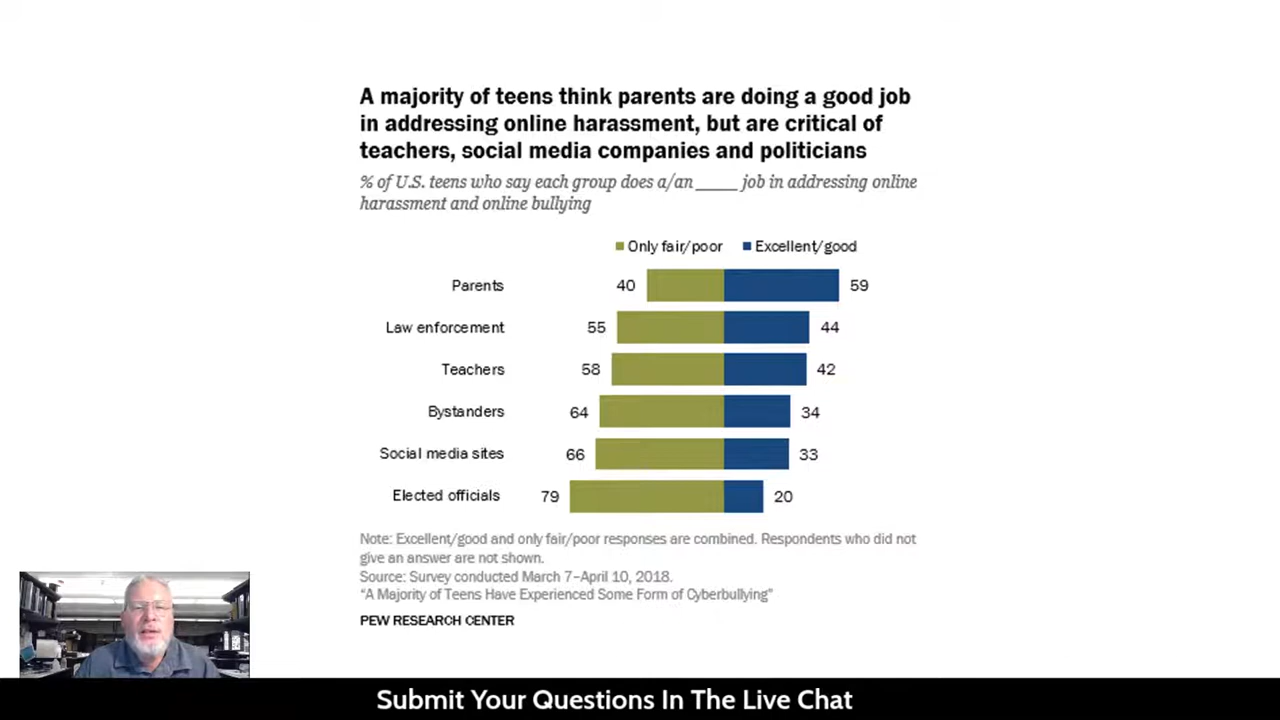 A majority of teens think parents are doing a good job
in addressing online harassment, but are critical of
teachers, social media companies and politicians
% of U.S. teens who say each group does a/an ____ job in addressing online
harassment and online bullying
Only fair/poor Excellent/good
Parents 40 59
Law enforcement 55 44
Teachers 58 42
Bystanders 64 34
Social media sites 66 33
Elected officials 79 20
Note: Excellent/good and only fair/poor responses are combined. Respondents who did not
give an answer are not shown.
Source: Survey conducted March 7–April 10, 2018.
“A Majority of Teens Have Experienced Some Form of Cyberbullying”
PEW RESEARCH CENTER
Submit Your Questions In The Live Chat